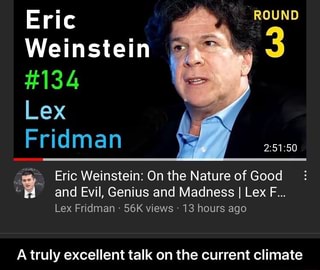 Eric
Weinstein
#134
Lex
Fridman
ROUND
3
2:51:50
Eric Weinstein: On the Nature of Good
and Evil, Genius and Madness | Lex F...
Lex Fridman · 56K views · 13 hours ago
A truly excellent talk on the current climate